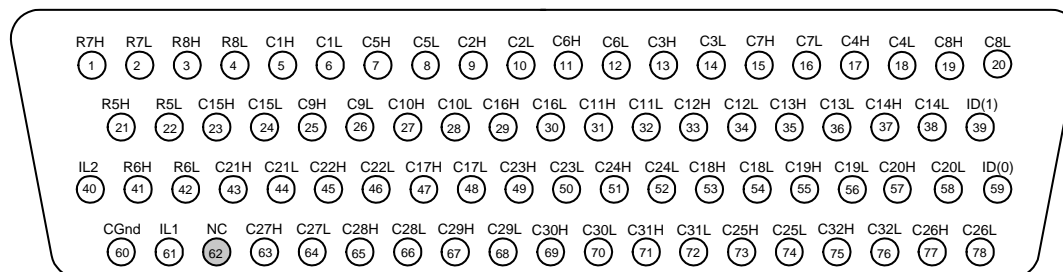 R7H R7L R8H R8L C1H C1L C5H C5L C2H C2L C6H C6L C3H C3L C7H C7L C4H C4L C8H C8L
1 2 3 4 5 6 7 8 9 10 11 12 13 14 15 16 17 18 19 20
R5H R5L C15H C15L C9H C9L C10H C10L C16H C16L C11H C11L C12H C12L C13H C13L C14H C14L ID(1)
21 22 23 24 25 26 27 28 29 30 31 32 33 34 35 36 37 38 39
IL2 R6H R6L C21H C21L C22H C22L C17H C17L C23H C23L C24H C24L C18H C18L C19H C19L C20H C20L ID(0)
40 41 42 43 44 45 46 47 48 49 50 51 52 53 54 55 56 57 58 59
CGnd IL1 NC C27H C27L C28H C28L C29H C29L C30H C30L C31H C31L C25H C25L C32H C32L C26H C26L
60 61 62 63 64 65 66 67 68 69 70 71 72 73 74 75 76 77 78